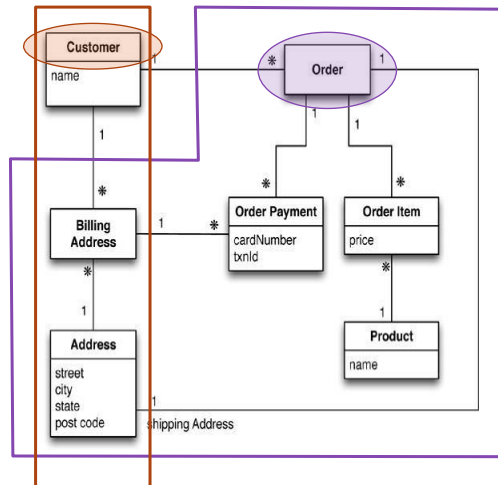 Customer
name
1
*
Order
1
1
1
1
*
*
*
Billing
Address
1
*
Order Payment
cardNumber
txnId
Order Item
price
*
1
*
1
Address
street
city
state
post code
Product
name
1
shipping Address